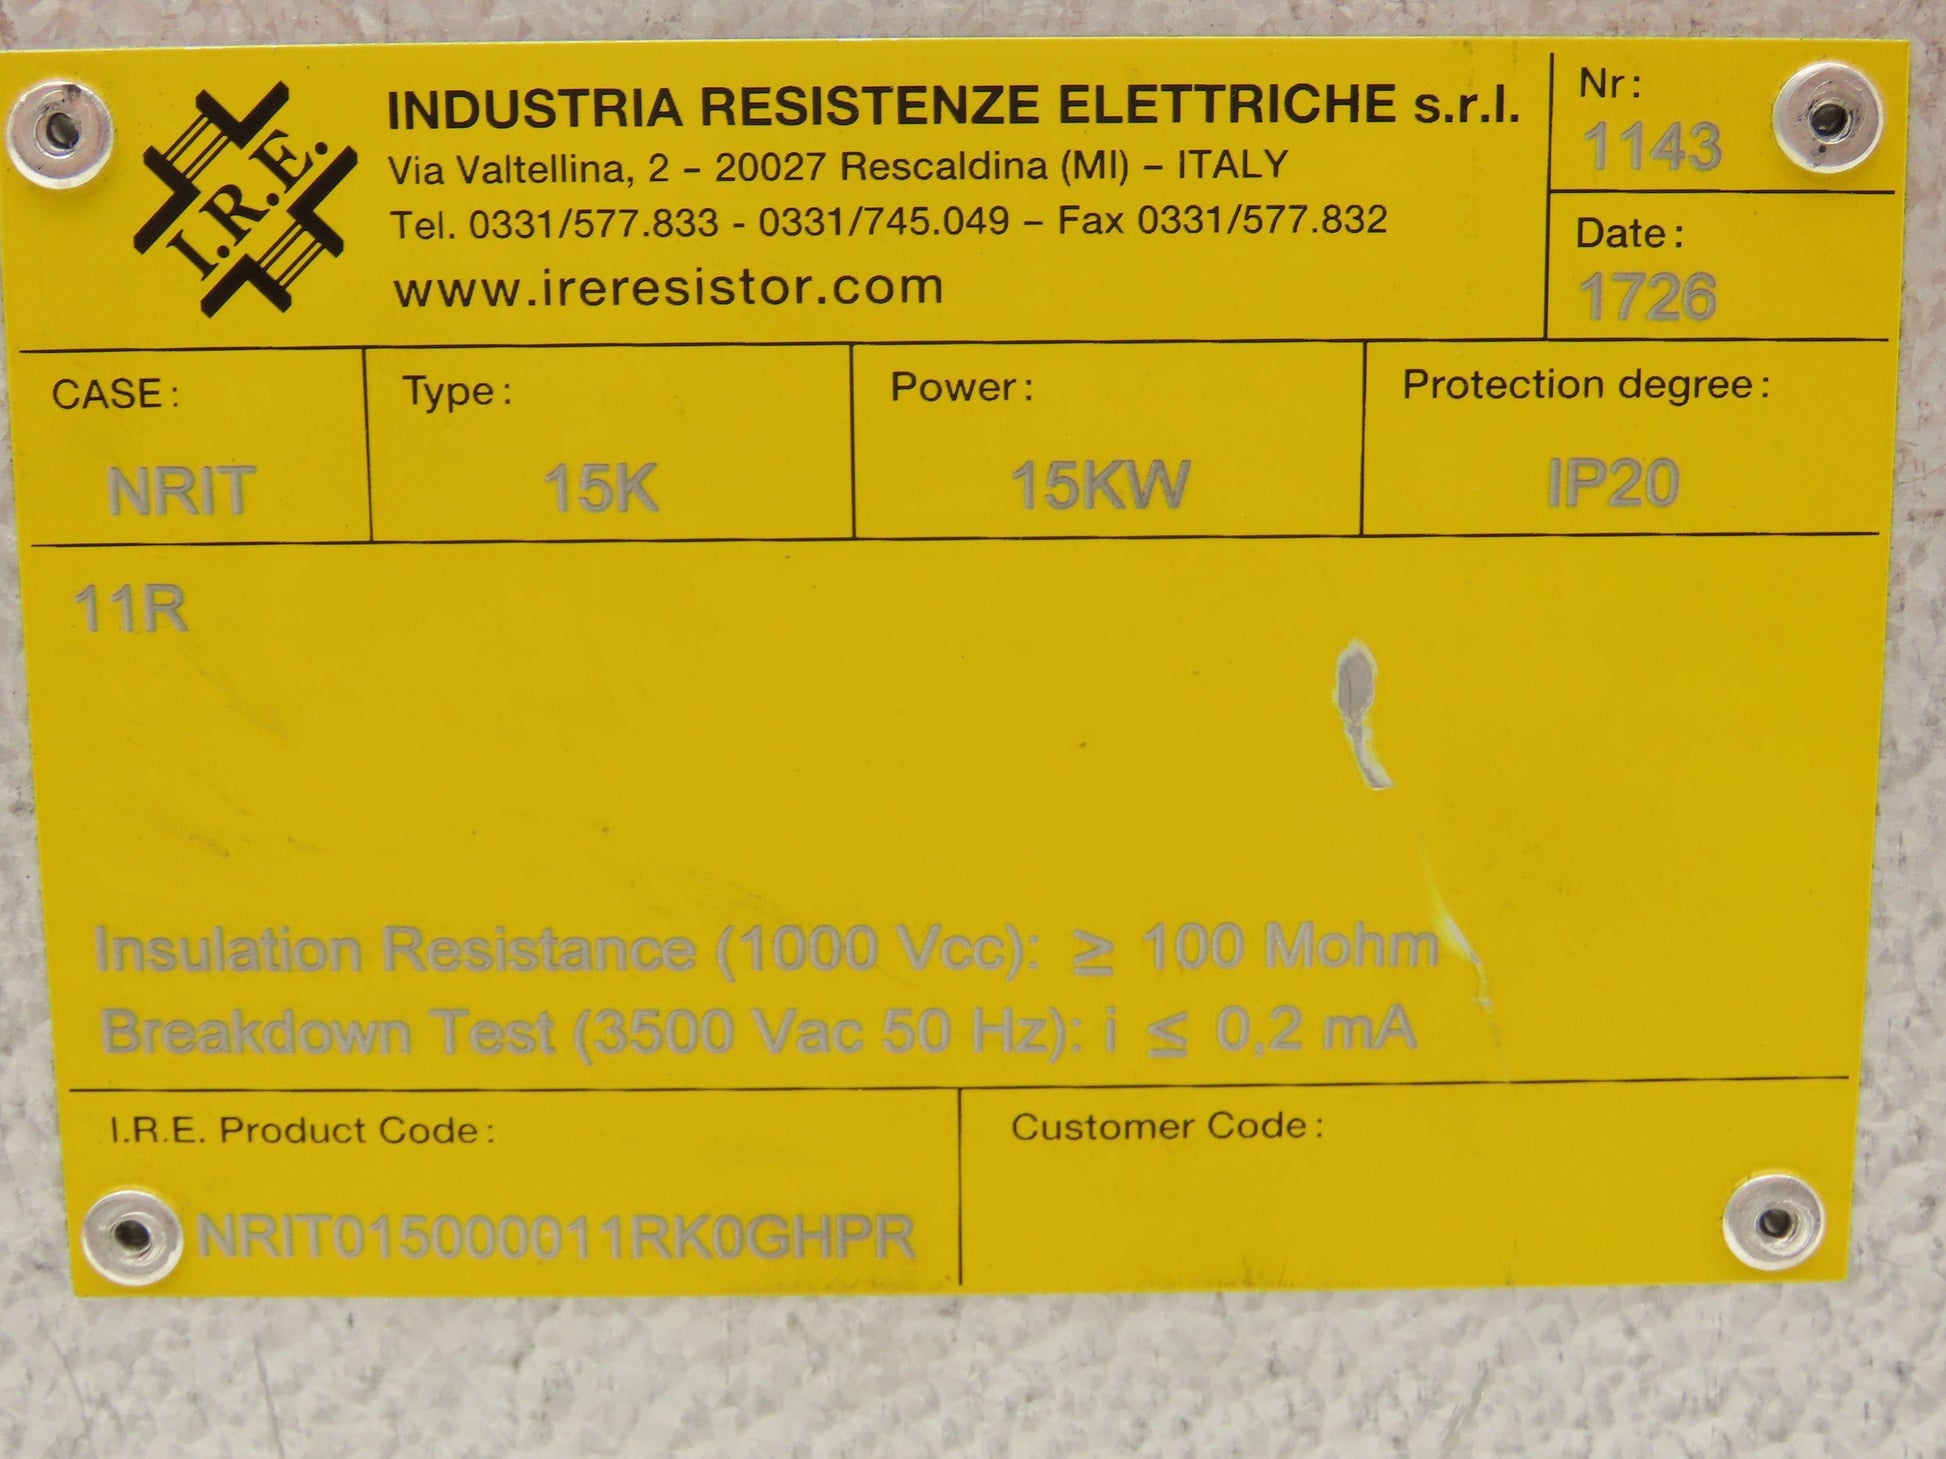 I.R.E.
INDUSTRIA RESISTENZE ELETTRICHE s.r.l.
Via Valtellina, 2 – 20027 Rescaldina (MI) – ITALY
Tel. 0331/577.833 - 0331/745.049 – Fax 0331/577.832
www.ireresistor.com
Nr:
1143
Date:
1726
CASE:
NRIT
Type:
15K
Power:
15KW
Protection degree:
IP20
11R
Insulation Resistance (1000 Vcc): ≥ 100 Mohm
Breakdown Test (3500 Vac 50 Hz): i ≤ 0,2 mA
I.R.E. Product Code:
NRIT015000011RK0GHPR
Customer Code: